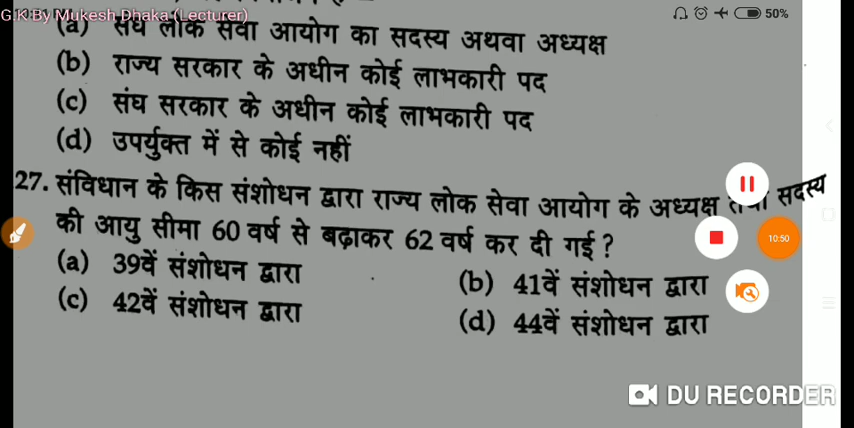 G.K.By Mukesh Dhaka (Lecturer)
50%
(a) संघ लोक सेवा आयोग का सदस्य अथवा अध्यक्ष
(b) राज्य सरकार के अधीन कोई लाभकारी पद
(c) संघ सरकार के अधीन कोई लाभकारी पद
(d) उपर्युक्त में से कोई नहीं
27. संविधान के किस संशोधन द्वारा राज्य लोक सेवा आयोग के अध्यक्ष तथा सदस्य
की आयु सीमा 60 वर्ष से बढ़ाकर 62 वर्ष कर दी गई?
10:50
(a) 39वें संशोधन द्वारा
(b) 41वें संशोधन द्वारा
(c) 42वें संशोधन द्वारा
(d) 44वें संशोधन द्वारा
DU RECORDER